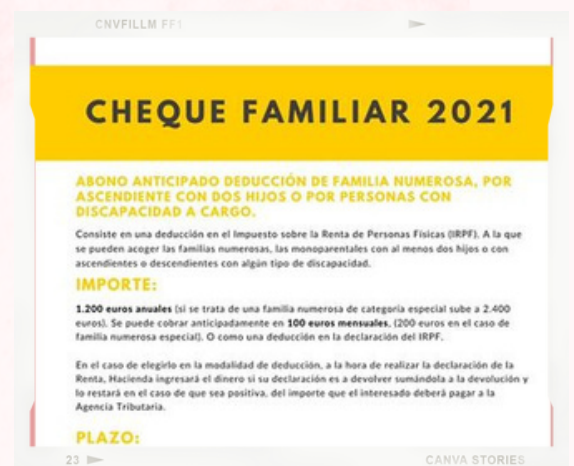 CNVFILLM FF1
CHEQUE FAMILIAR 2021
ABONO ANTICIPADO DEDUCCIÓN DE FAMILIA NUMEROSA, POR
ASCENDIENTE CON DOS HIJOS O POR PERSONAS CON
DISCAPACIDAD A CARGO.
Consiste en una deducción en el Impuesto sobre la Renta de Personas Físicas (IRPF). A la que
se pueden acoger las familias numerosas, las monoparentales con al menos dos hijos o con
ascendientes o descendientes con algún tipo de discapacidad.
IMPORTE:
1.200 euros anuales (si se trata de una familia numerosa de categoría especial sube a 2.400
euros). Se puede cobrar anticipadamente en 100 euros mensuales, (200 euros en el caso de
familia numerosa especial). O como una deducción en la declaración del IRPF.
En el caso de elegirlo en la modalidad de deducción, a la hora de realizar la declaración de la
Renta, Hacienda ingresará el dinero si su declaración es a devolver sumándola a la devolución y
lo restará en el caso de que sea positiva, del importe que el interesado deberá pagar a la
Agencia Tributaria.
PLAZO:
23
CANVA STORIES